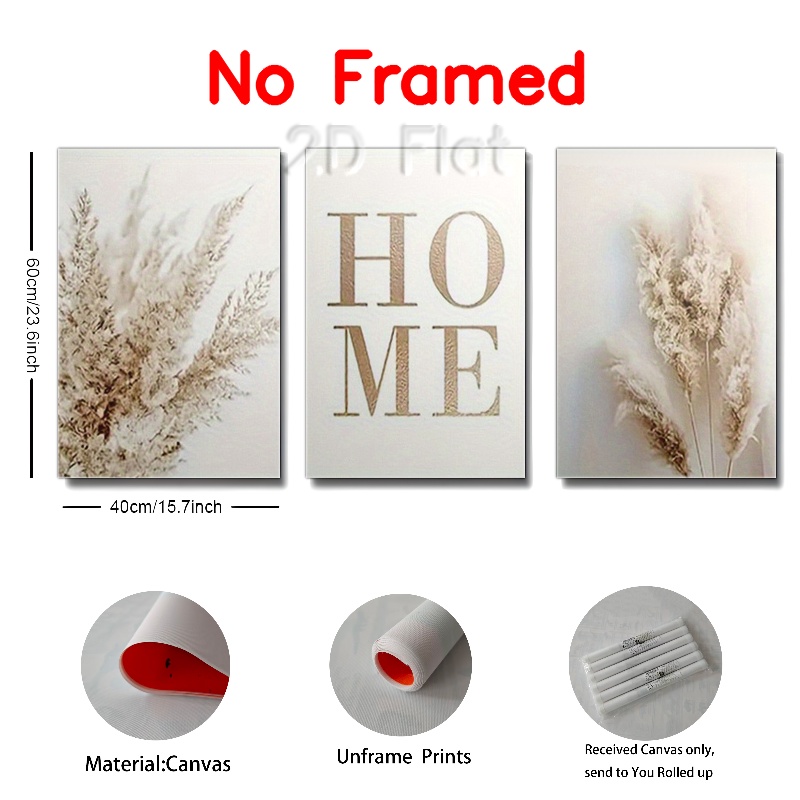 No Framed
2D Flat
HO
ME
60cm/23.6inch
40cm/15.7inch
Material:Canvas
Unframe Prints
Received Canvas only,
send to You Rolled up